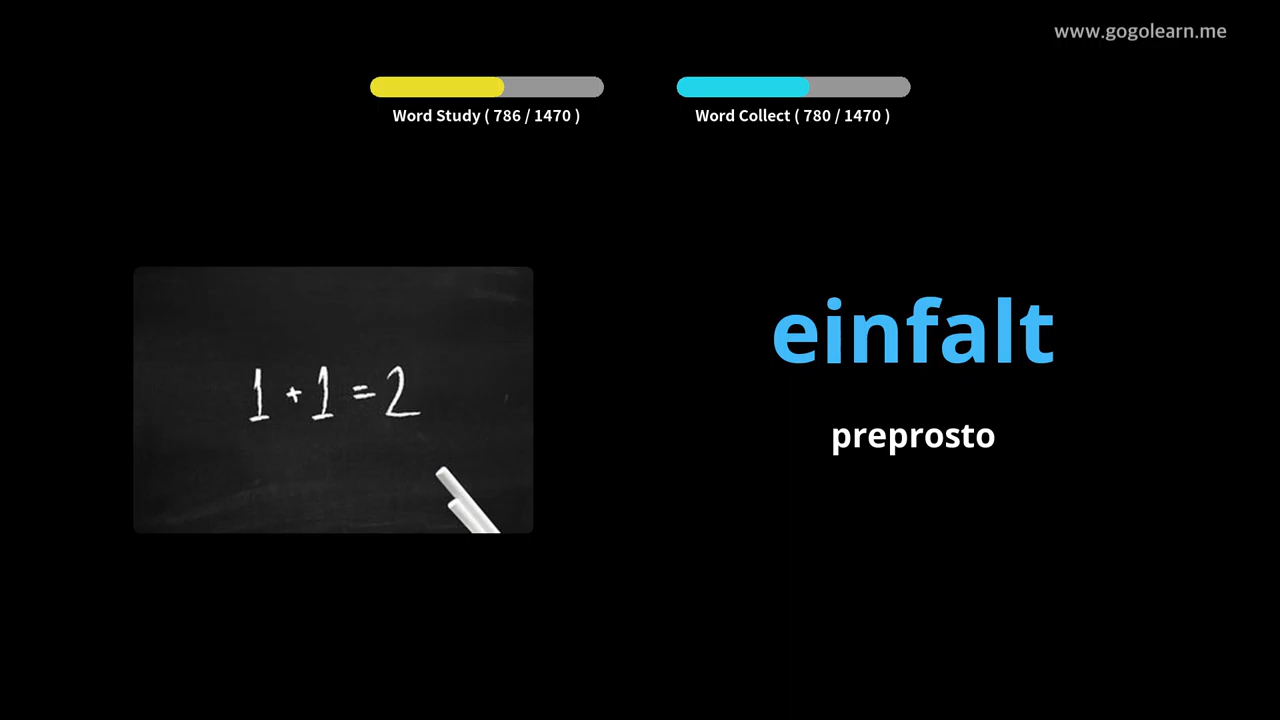 www.gogolearn.me
Word Study ( 786 / 1470 )
Word Collect ( 780 / 1470 )
1 + 1 = 2
einfalt
preprosto